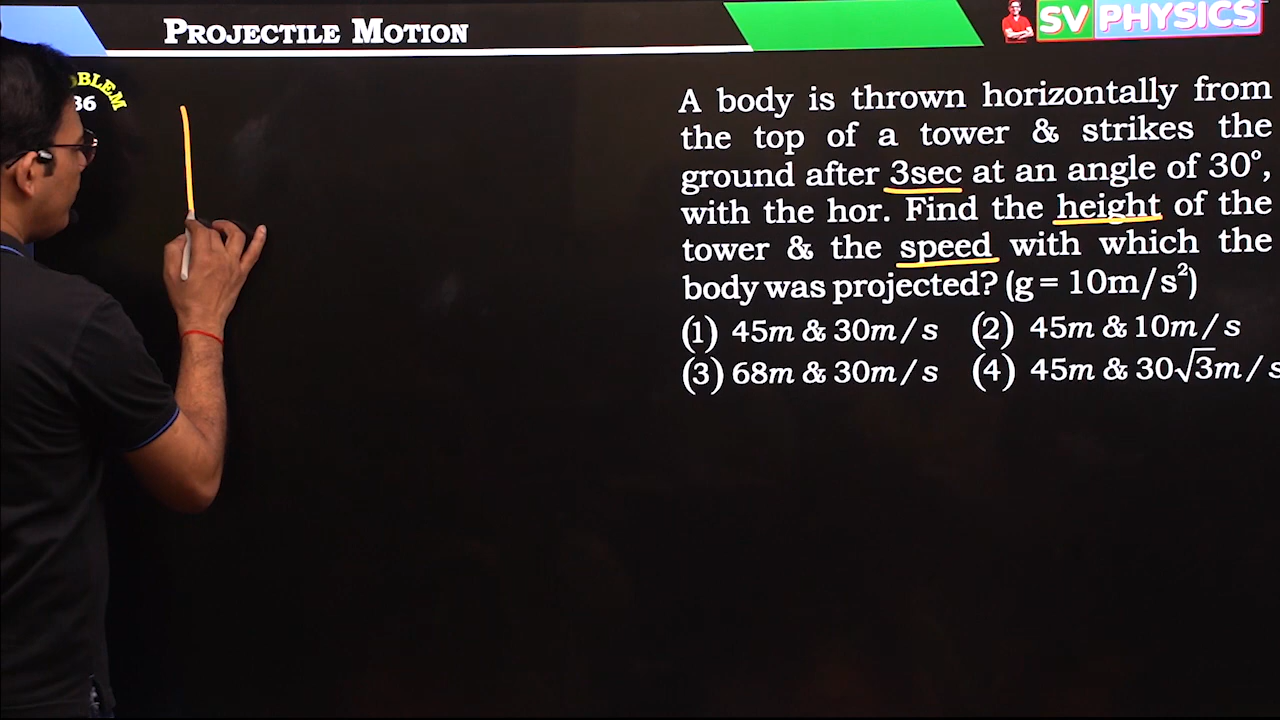 PROJECTILE MOTION
SV PHYSICS
OBLEM
36
A body is thrown horizontally from
the top of a tower & strikes the
ground after 3sec at an angle of 30°,
with the hor. Find the height of the
tower & the speed with which the
body was projected? (g = 10m/s²)
(1) 45m & 30m/s (2) 45m & 10m/s
(3) 68m & 30m/s (4) 45m & 30√3m/s